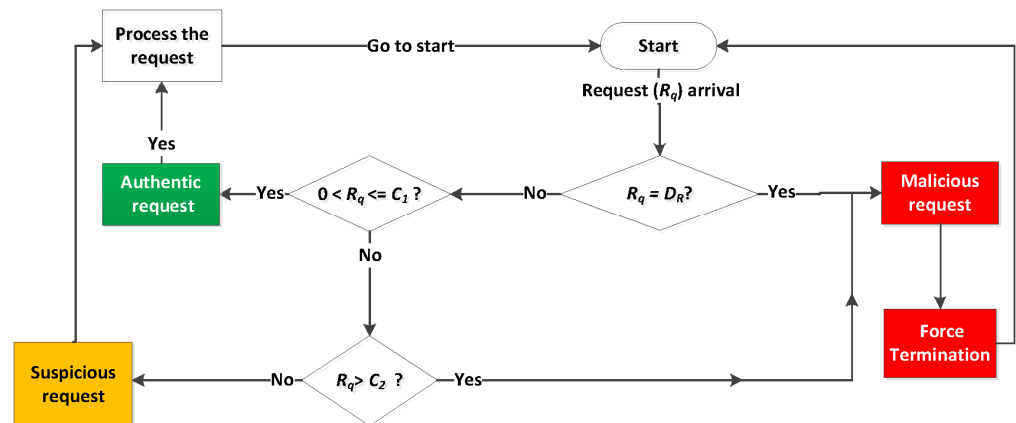 Process the
request
Go to start
Start
Request (Rq) arrival
Yes
Authentic
request
Yes
0 < Rq <= C1 ?
No
Rq = DR?
Yes
Malicious
request
No
Force
Termination
Suspicious
request
No
Rq> C2 ?
Yes